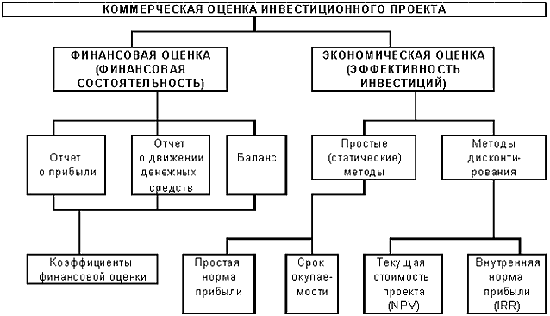 КОММЕРЧЕСКАЯ ОЦЕНКА ИНВЕСТИЦИОННОГО ПРОЕКТА
ФИНАНСОВАЯ ОЦЕНКА
(ФИНАНСОВАЯ
СОСТОЯТЕЛЬНОСТЬ)
ЭКОНОМИЧЕСКАЯ ОЦЕНКА
(ЭФФЕКТИВНОСТЬ
ИНВЕСТИЦИЙ)
Отчет
о прибыли
Отчет
о движении
денежных
средств
Баланс
Простые
(статические)
методы
Методы
дисконти-
рования
Коэффициенты
финансовой оценки
Простая
норма
прибыли
Срок
окупае-
мости
Текущая
стоимость
проекта
(NPV)
Внутренняя
норма
прибыли
(IRR)